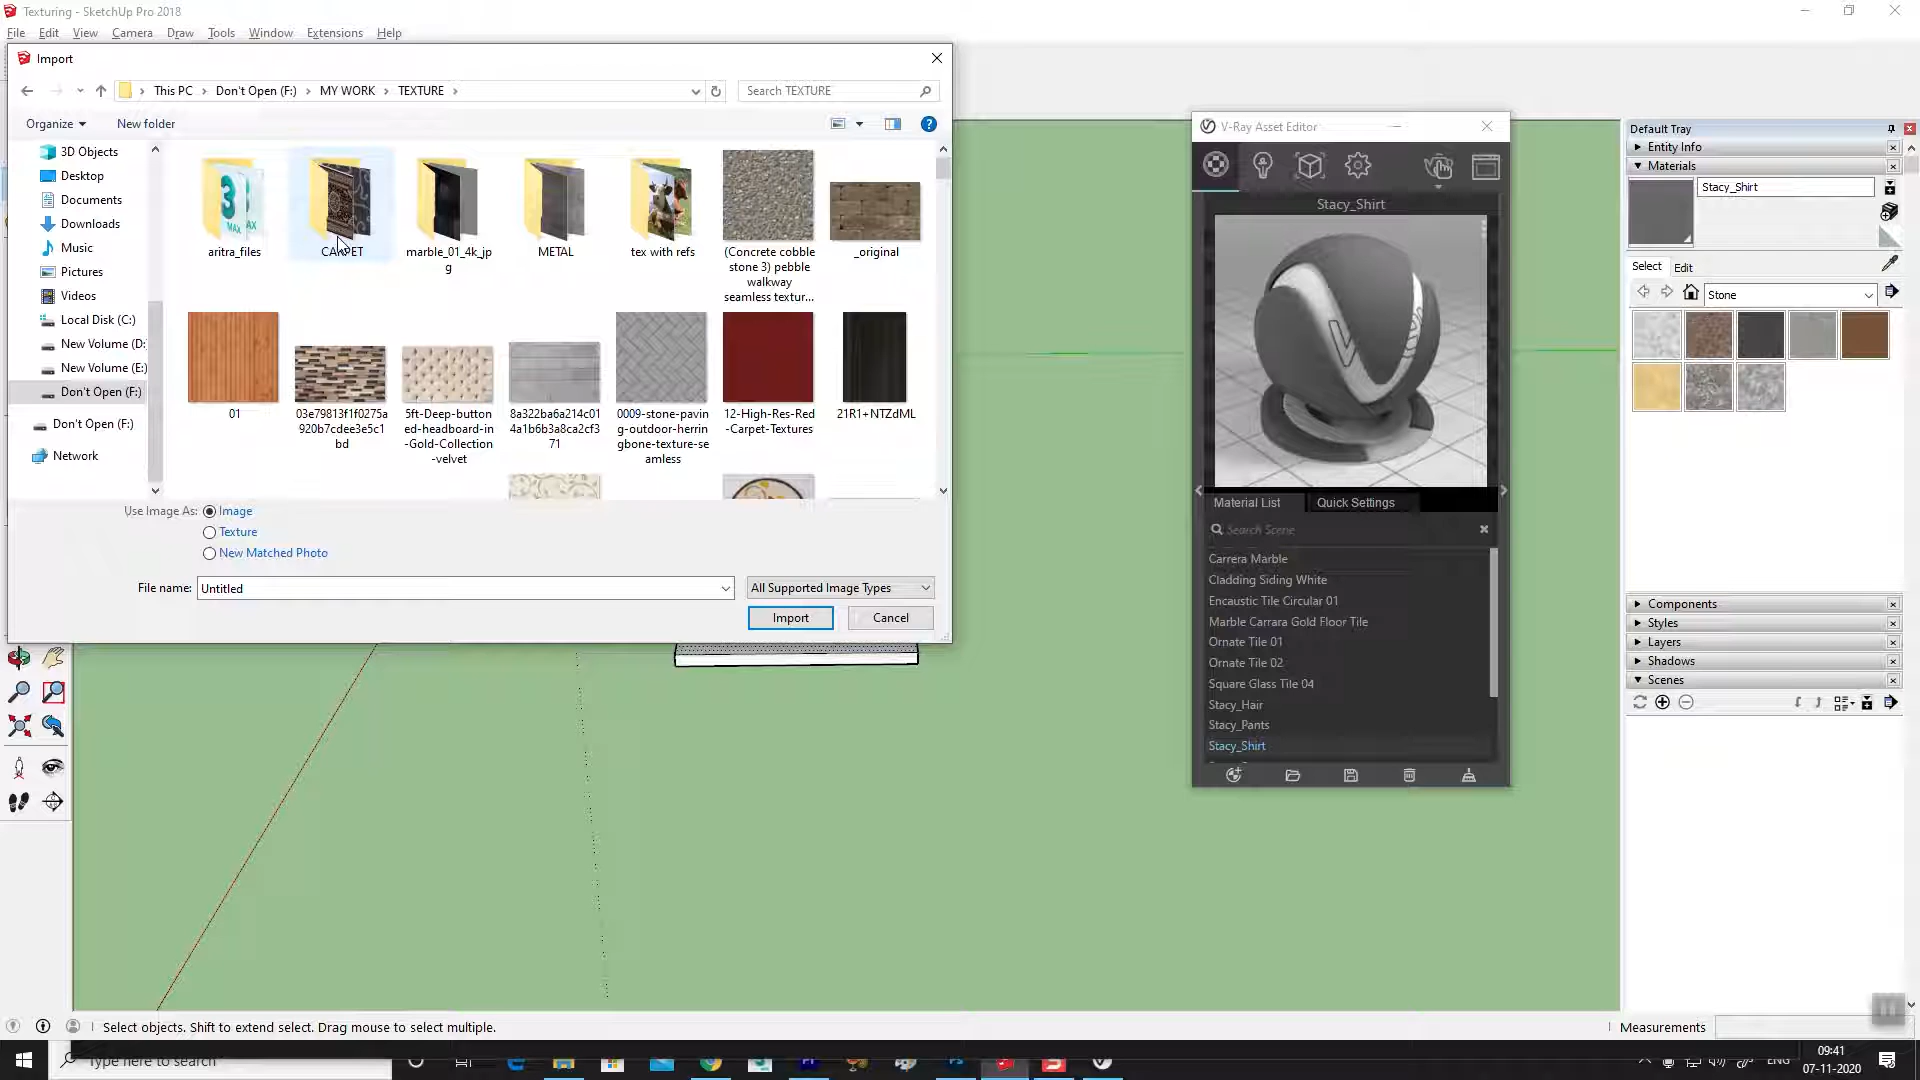 Texturing - SketchUp Pro 2018
File Edit View Camera Draw Tools Window Extensions Help
Import
This PC Don't Open (F:) MY WORK TEXTURE
Search TEXTURE
Organize New folder
3D Objects
Desktop
Documents
Downloads
Music
Pictures
Videos
Local Disk (C:)
New Volume (D:
New Volume (E:)
Don't Open (F:)
Don't Open (F:)
Network
aritra_files
CARPET
marble_01_4k_jp
g
METAL
tex with refs
(Concrete cobble
stone 3) pebble
walkway
seamless textur...
_original
01
03e79813f1f0275a
920b7cdee3e5c1
bd
5ft-Deep-button
ed-headboard-in
-Gold-Collection
-velvet
8a322ba6a214c01
4a1b6b3a8ca2cf3
71
0009-stone-pavin
g-outdoor-herrin
gbone-texture-se
amless
12-High-Res-Red
-Carpet-Textures
21R1+NTZdML
Use Image As: Image
Texture
New Matched Photo
File name: Untitled
All Supported Image Types
Import Cancel
V-Ray Asset Editor
Stacy_Shirt
Material List Quick Settings
Search Scene
Carrera Marble
Cladding Siding White
Encaustic Tile Circular 01
Marble Carrara Gold Floor Tile
Ornate Tile 01
Ornate Tile 02
Square Glass Tile 04
Stacy_Hair
Stacy_Pants
Stacy_Shirt
Default Tray
Entity Info
Materials
Stacy_Shirt
Select Edit
Stone
Components
Styles
Layers
Shadows
Scenes
Select objects. Shift to extend select. Drag mouse to select multiple.
Measurements
Type here to search
ENG
09:41
07-11-2020